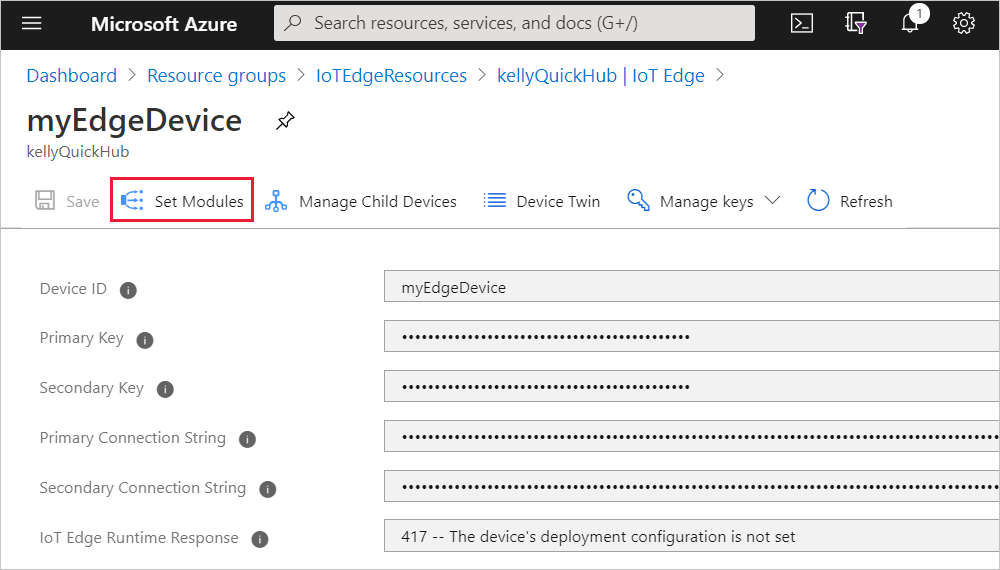 Microsoft Azure
Search resources, services, and docs (G+/)
1
Dashboard > Resource groups > IoTEdgeResources > kellyQuickHub | IoT Edge >
myEdgeDevice
kellyQuickHub
Save Set Modules Manage Child Devices Device Twin Manage keys Refresh
Device ID myEdgeDevice
Primary Key
Secondary Key
Primary Connection String
Secondary Connection String
IoT Edge Runtime Response 417 -- The device's deployment configuration is not set